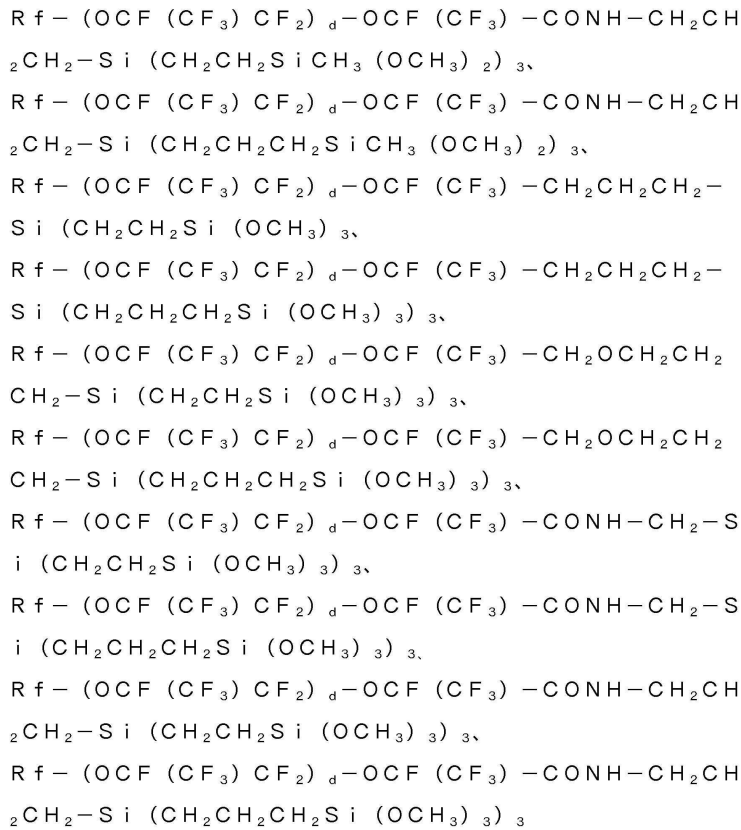 Rf−(OCF(CF₃)CF₂)d−OCF(CF₃)−CONH−CH₂CH
₂CH₂−Si(CH₂CH₂SiCH₃(OCH₃)₂)₃、
Rf−(OCF(CF₃)CF₂)d−OCF(CF₃)−CONH−CH₂CH
₂CH₂−Si(CH₂CH₂CH₂SiCH₃(OCH₃)₂)₃、
Rf−(OCF(CF₃)CF₂)d−OCF(CF₃)−CH₂CH₂CH₂−
Si(CH₂CH₂Si(OCH₃)₃、
Rf−(OCF(CF₃)CF₂)d−OCF(CF₃)−CH₂CH₂CH₂−
Si(CH₂CH₂CH₂Si(OCH₃)₃)₃、
Rf−(OCF(CF₃)CF₂)d−OCF(CF₃)−CH₂OCH₂CH₂
CH₂−Si(CH₂CH₂Si(OCH₃)₃)₃、
Rf−(OCF(CF₃)CF₂)d−OCF(CF₃)−CH₂OCH₂CH₂
CH₂−Si(CH₂CH₂CH₂Si(OCH₃)₃)₃、
Rf−(OCF(CF₃)CF₂)d−OCF(CF₃)−CONH−CH₂−S
i(CH₂CH₂Si(OCH₃)₃)₃、
Rf−(OCF(CF₃)CF₂)d−OCF(CF₃)−CONH−CH₂−S
i(CH₂CH₂CH₂Si(OCH₃)₃)₃、
Rf−(OCF(CF₃)CF₂)d−OCF(CF₃)−CONH−CH₂CH
₂CH₂−Si(CH₂CH₂Si(OCH₃)₃)₃、
Rf−(OCF(CF₃)CF₂)d−OCF(CF₃)−CONH−CH₂CH
₂CH₂−Si(CH₂CH₂CH₂Si(OCH₃)₃)₃